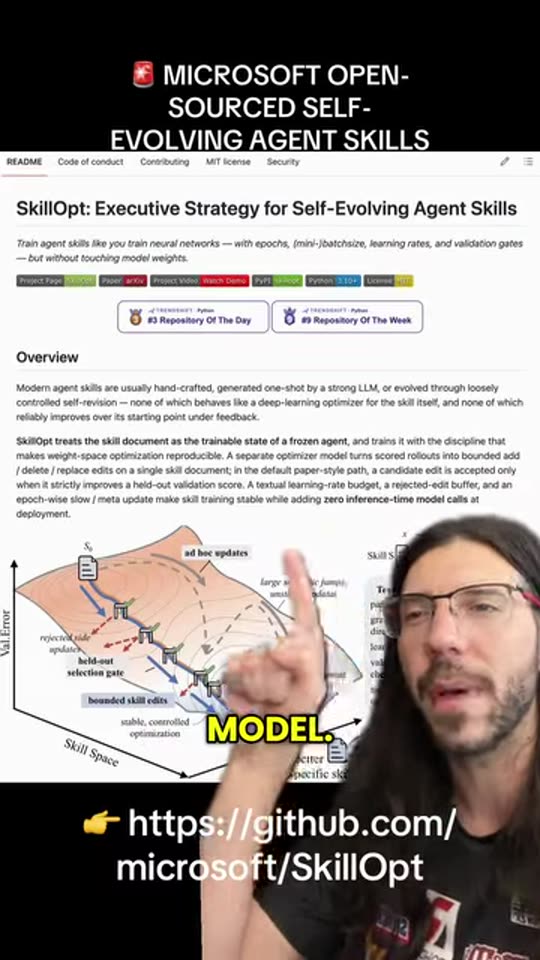 🚨 MICROSOFT OPEN-
SOURCED SELF-
EVOLVING AGENT SKILLS
README Code of conduct Contributing MIT license Security
SkillOpt: Executive Strategy for Self-Evolving Agent Skills
Train agent skills like you train neural networks — with epochs, (mini-)batchsize, learning rates, and validation gates
— but without touching model weights.
Project Page SkillOpt Paper arXiv Project Video Watch Demo PyPI skillopt Python 3.10+ License MIT
TRENDSHIFT · Python
#3 Repository Of The Day
TRENDSHIFT · Python
#9 Repository Of The Week
Overview
Modern agent skills are usually hand-crafted, generated one-shot by a strong LLM, or evolved through loosely
controlled self-revision — none of which behaves like a deep-learning optimizer for the skill itself, and none of which
reliably improves over its starting point under feedback.
SkillOpt treats the skill document as the trainable state of a frozen agent, and trains it with the discipline that
makes weight-space optimization reproducible. A separate optimizer model turns scored rollouts into bounded add
/ delete / replace edits on a single skill document; in the default paper-style path, a candidate edit is accepted only
when it strictly improves a held-out validation score. A textual learning-rate budget, a rejected-edit buffer, and an
epoch-wise slow / meta update make skill training stable while adding zero inference-time model calls at
deployment.
S₀
ad hoc updates
Skill S
large
jumps,
rejected side
updates
held-out
selection gate
bounded skill edits
stable, controlled
optimization
Val.Error
Skill Space
MODEL.
👉 https://github.com/
microsoft/SkillOpt